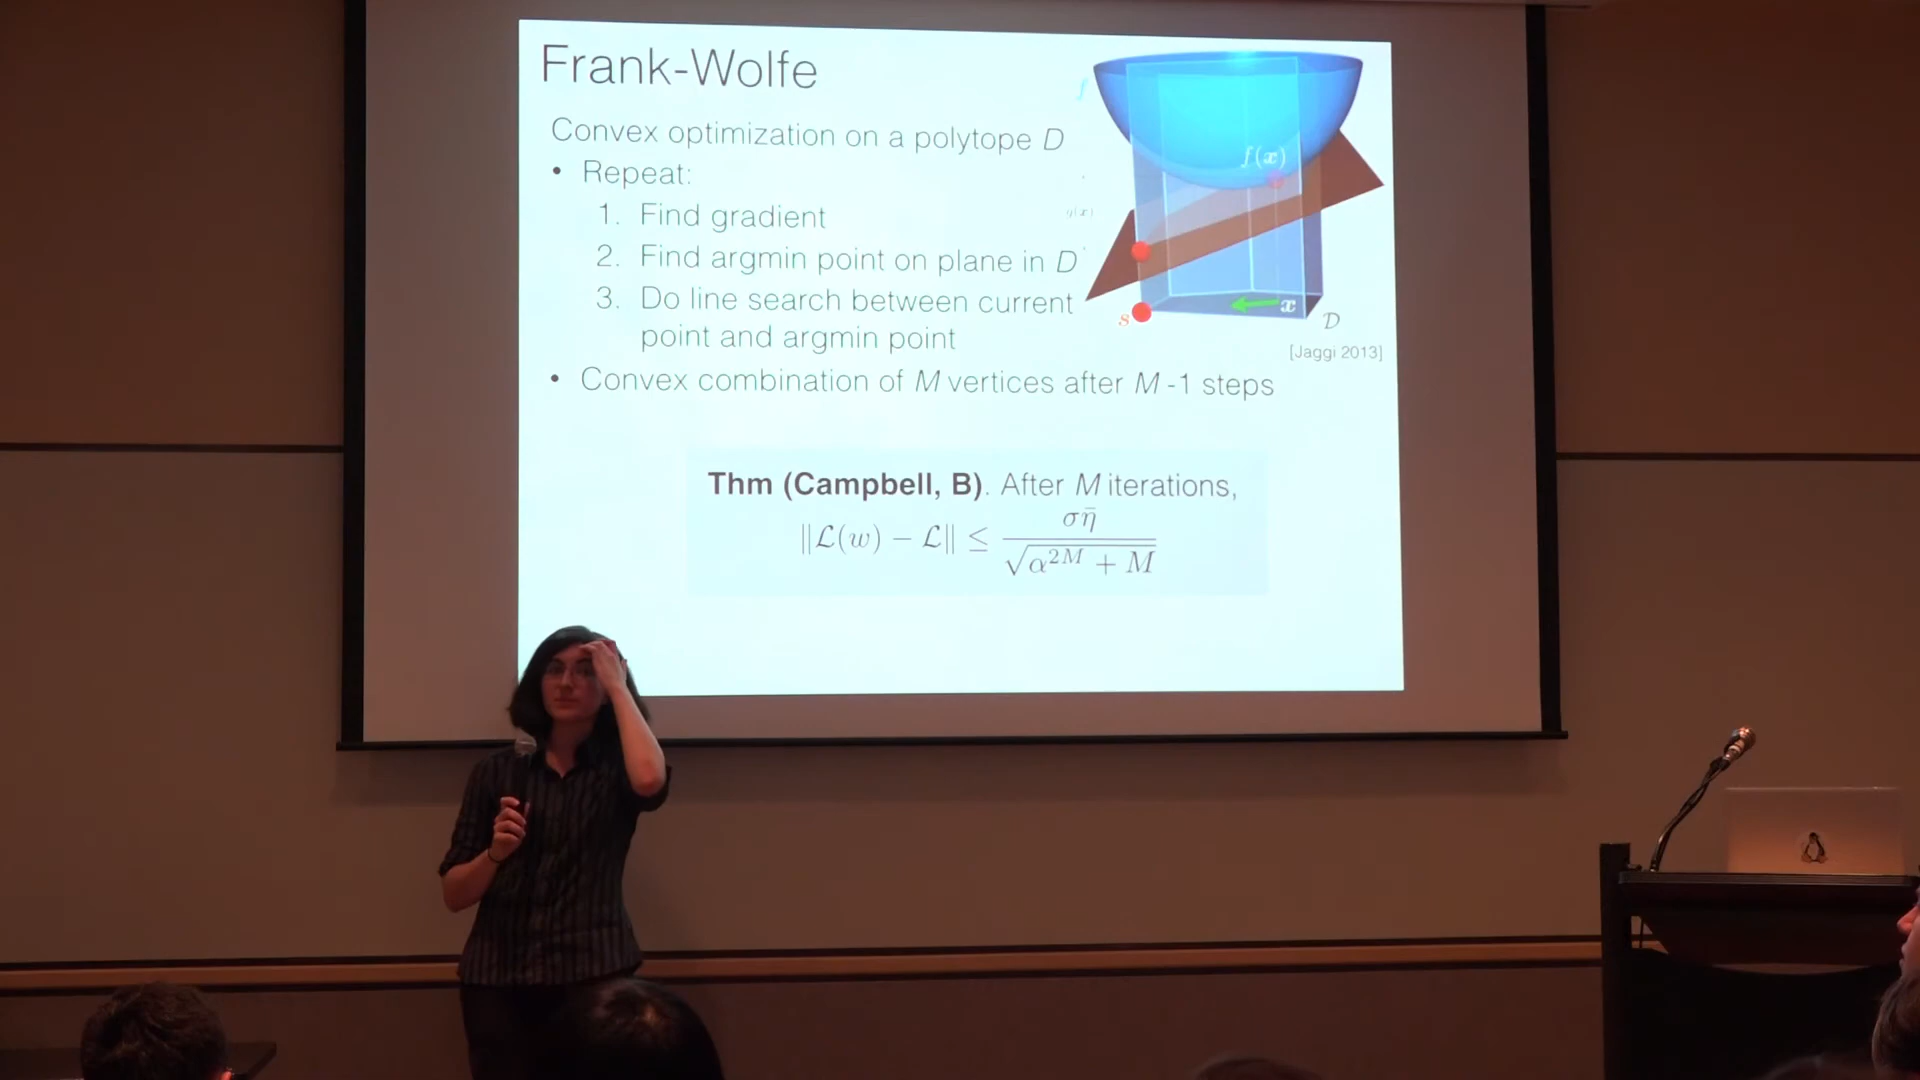 Frank-Wolfe
Convex optimization on a polytope D
• Repeat:
1. Find gradient
2. Find argmin point on plane in D
3. Do line search between current
point and argmin point
• Convex combination of M vertices after M -1 steps
f
f(x)
g(x)
s
x
D
[Jaggi 2013]
Thm (Campbell, B). After M iterations,
‖ℒ(w) − ℒ‖ ≤ ση̄ / √(α^{2M} + M)